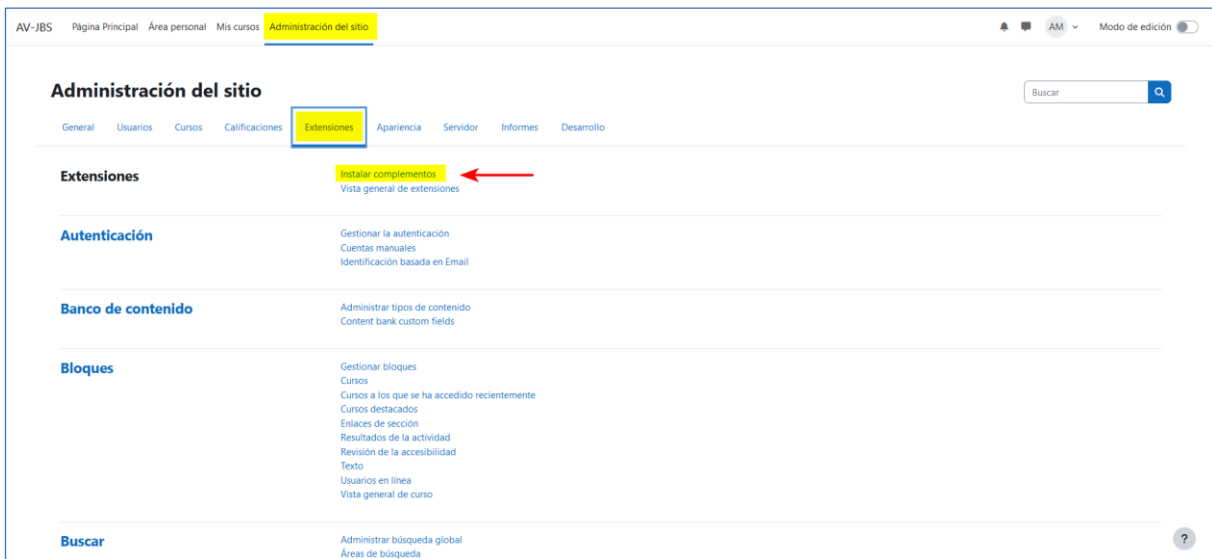 AV-JBS Página Principal Área personal Mis cursos Administración del sitio AM Modo de edición
Administración del sitio
Buscar
General Usuarios Cursos Calificaciones Extensiones Apariencia Servidor Informes Desarrollo
Extensiones
Instalar complementos
Vista general de extensiones
Autenticación
Gestionar la autenticación
Cuentas manuales
Identificación basada en Email
Banco de contenido
Administrar tipos de contenido
Content bank custom fields
Bloques
Gestionar bloques
Cursos
Cursos a los que se ha accedido recientemente
Cursos destacados
Enlaces de sección
Resultados de la actividad
Revisión de la accesibilidad
Texto
Usuarios en línea
Vista general de curso
Buscar
Administrar búsqueda global
Áreas de búsqueda
?